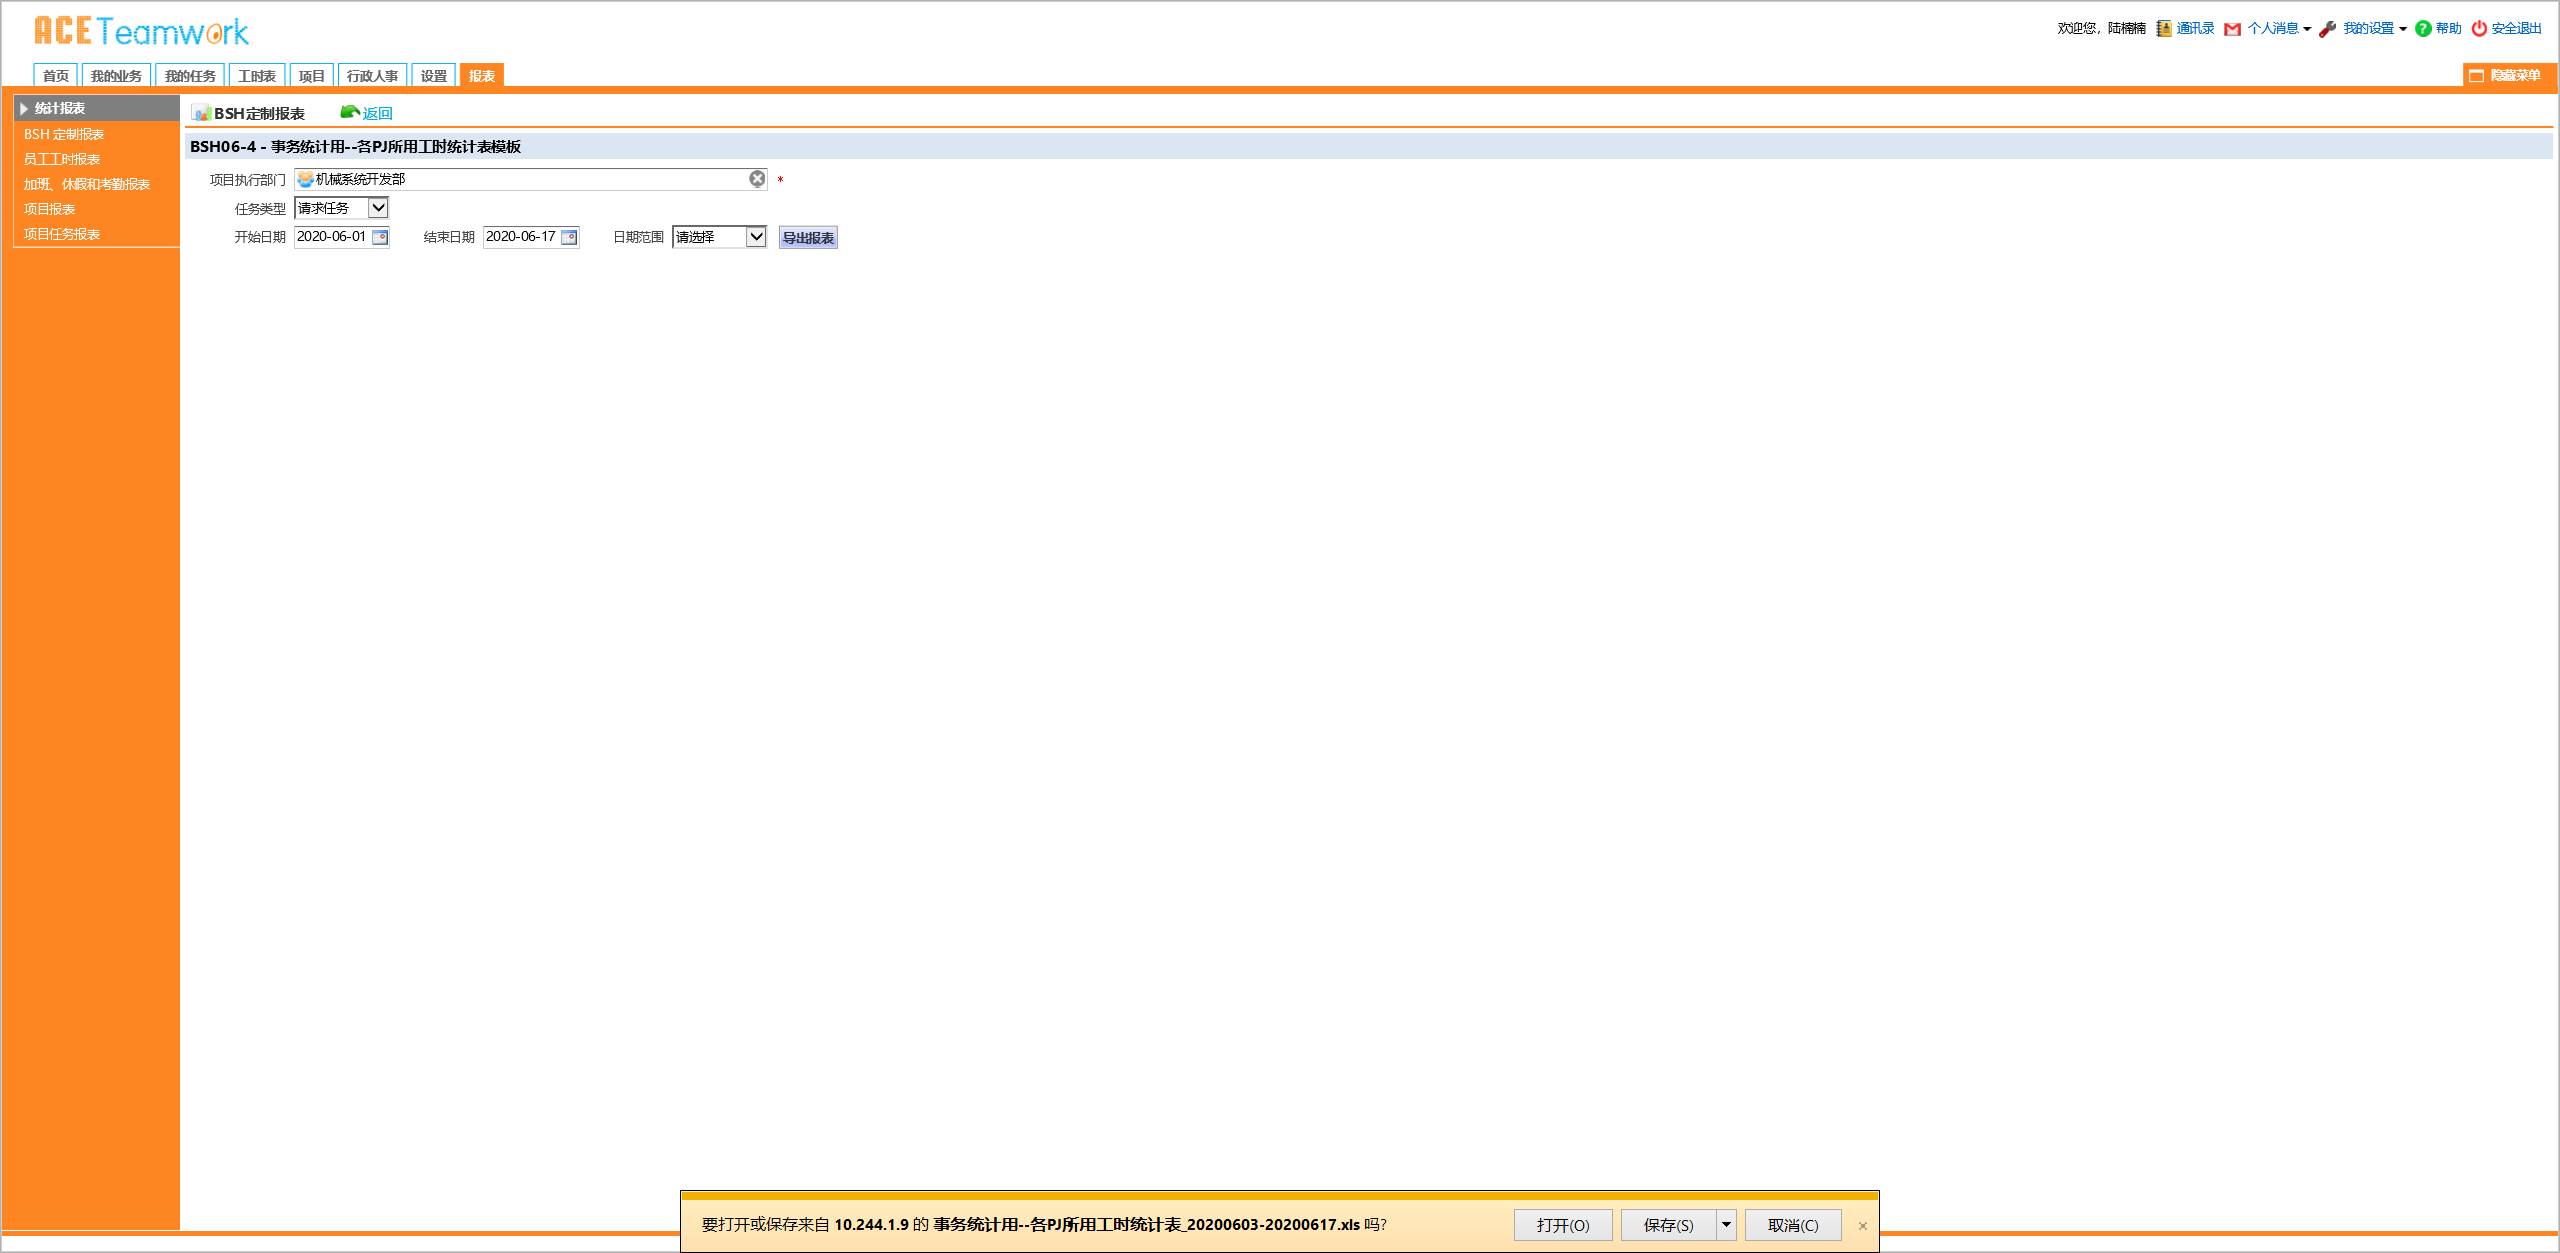 ACE Teamwork
欢迎您，陆楠楠 通讯录 个人消息 我的设置 帮助 安全退出
首页 我的业务 我的任务 工时表 项目 行政人事 设置 报表 隐藏菜单
统计报表
BSH 定制报表
员工工时报表
加班、休假和考勤报表
项目报表
项目任务报表
BSH定制报表 返回
BSH06-4 - 事务统计用--各PJ所用工时统计表模板
项目执行部门 机械系统开发部 *
任务类型 请求任务
开始日期 2020-06-01 结束日期 2020-06-17 日期范围 请选择 导出报表
要打开或保存来自 10.244.1.9 的 事务统计用--各PJ所用工时统计表_20200603-20200617.xls 吗? 打开(O) 保存(S) 取消(C) ×